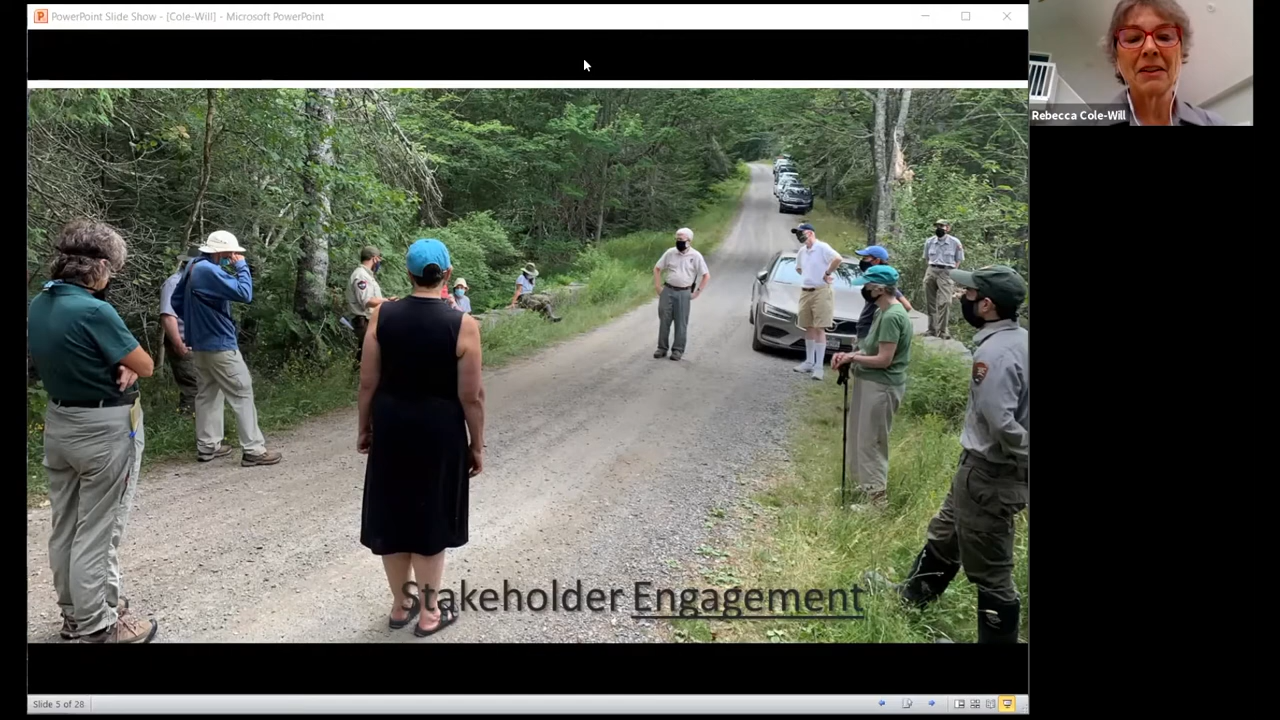 PowerPoint Slide Show - [Cole-Will] - Microsoft PowerPoint
Rebecca Cole-Will
Stakeholder Engagement
Slide 5 of 28